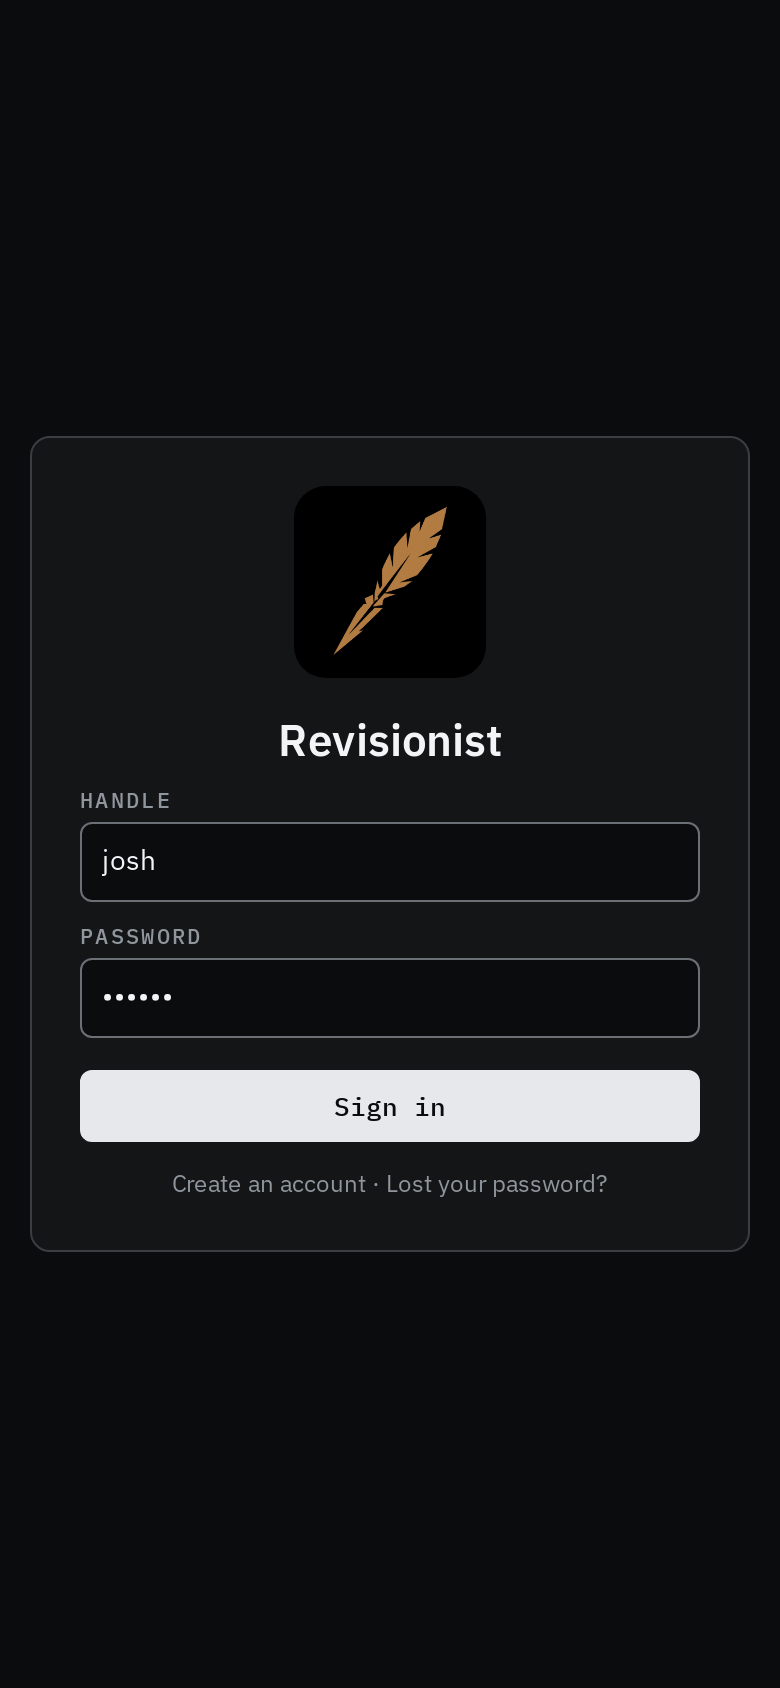 Revisionist
HANDLE
josh
PASSWORD
••••••
Sign in
Create an account · Lost your password?